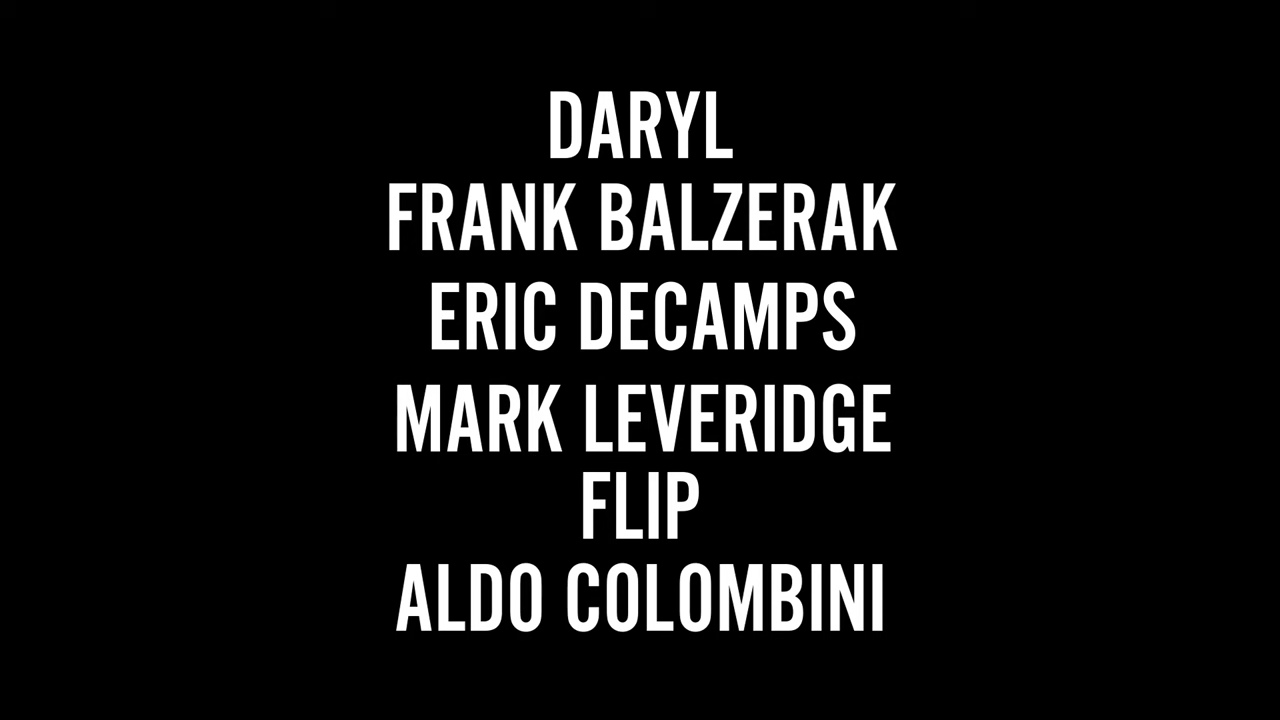 DARYL
FRANK BALZERAK
ERIC DECAMPS
MARK LEVERIDGE
FLIP
ALDO COLOMBINI